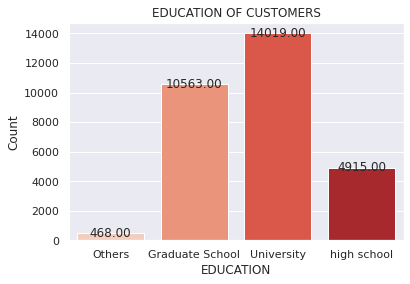 EDUCATION OF CUSTOMERS
14000
12000
10000
8000
6000
4000
2000
0
Count
468.00
10563.00
14019.00
4915.00
Others
Graduate School
University
high school
EDUCATION